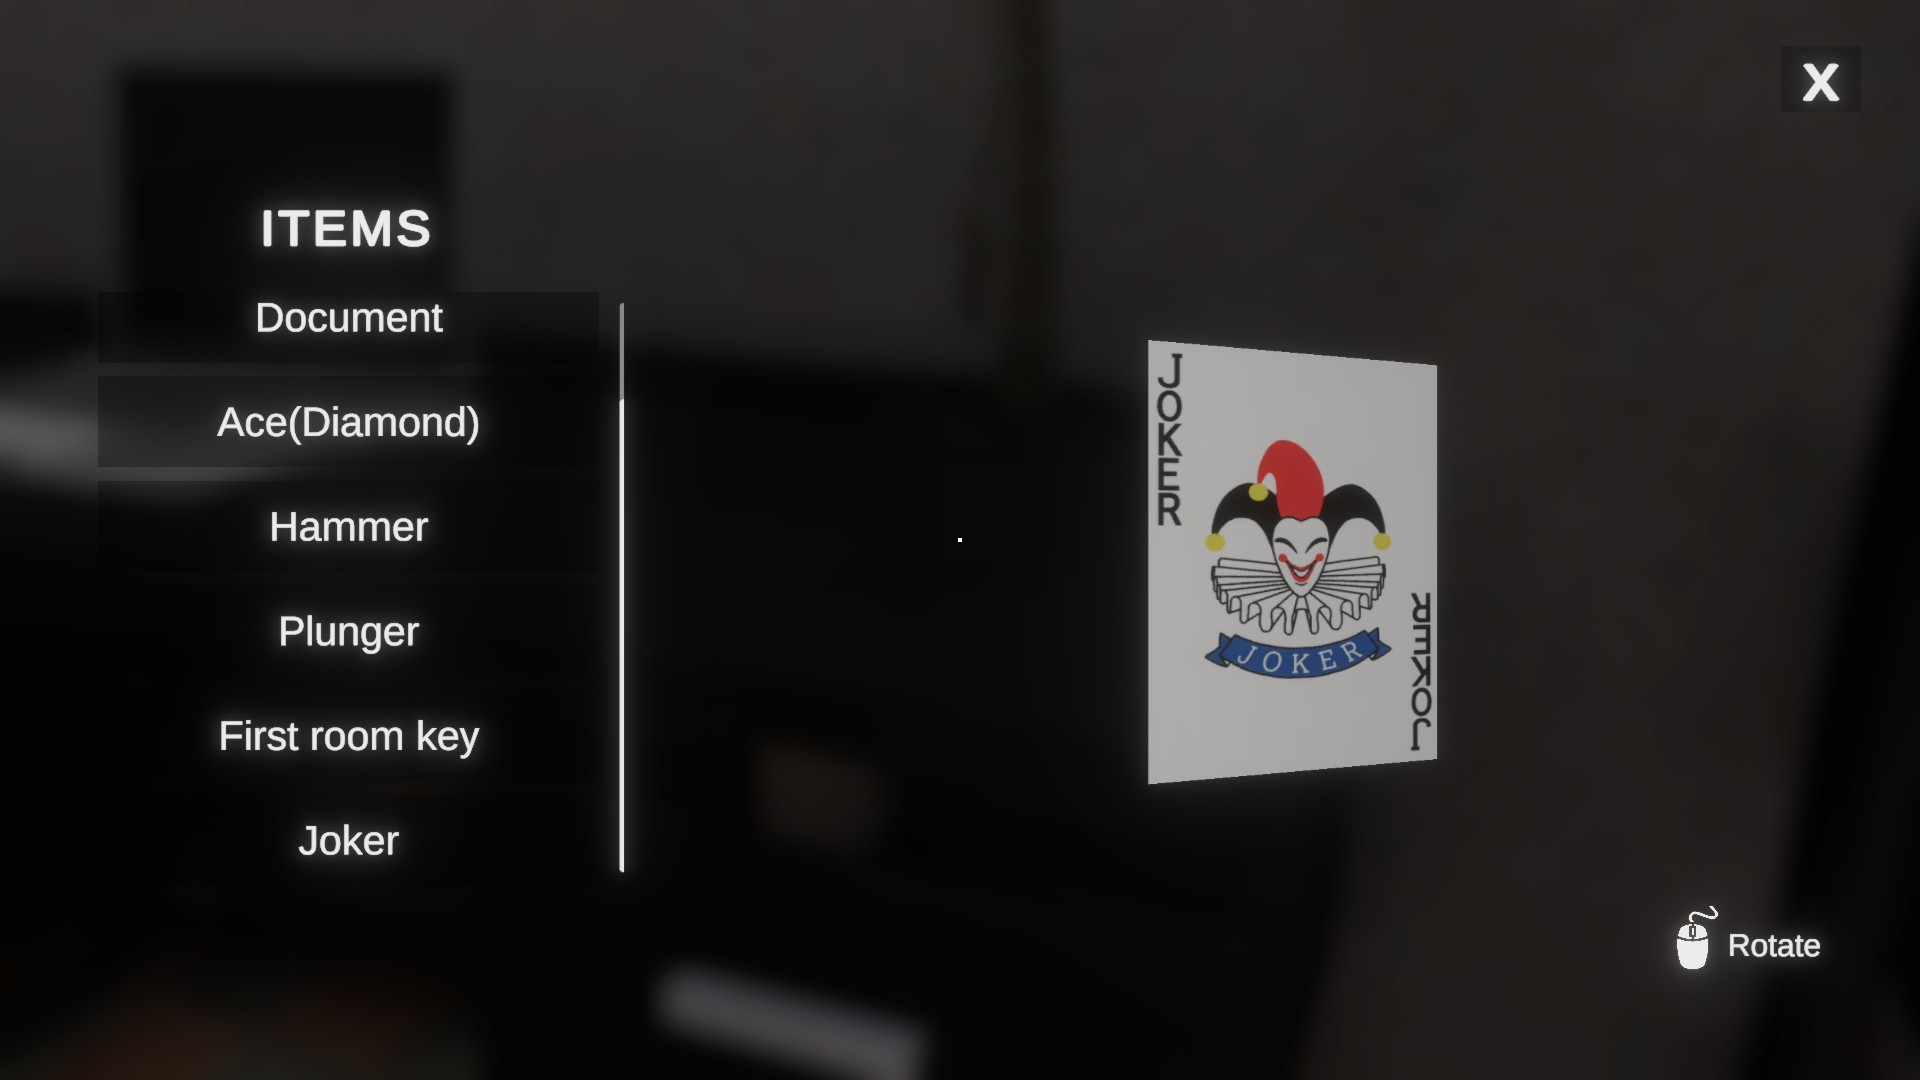 X
ITEMS
Document
Ace(Diamond)
Hammer
Plunger
First room key
Joker
JOKER
JOKER
JOKER
Rotate